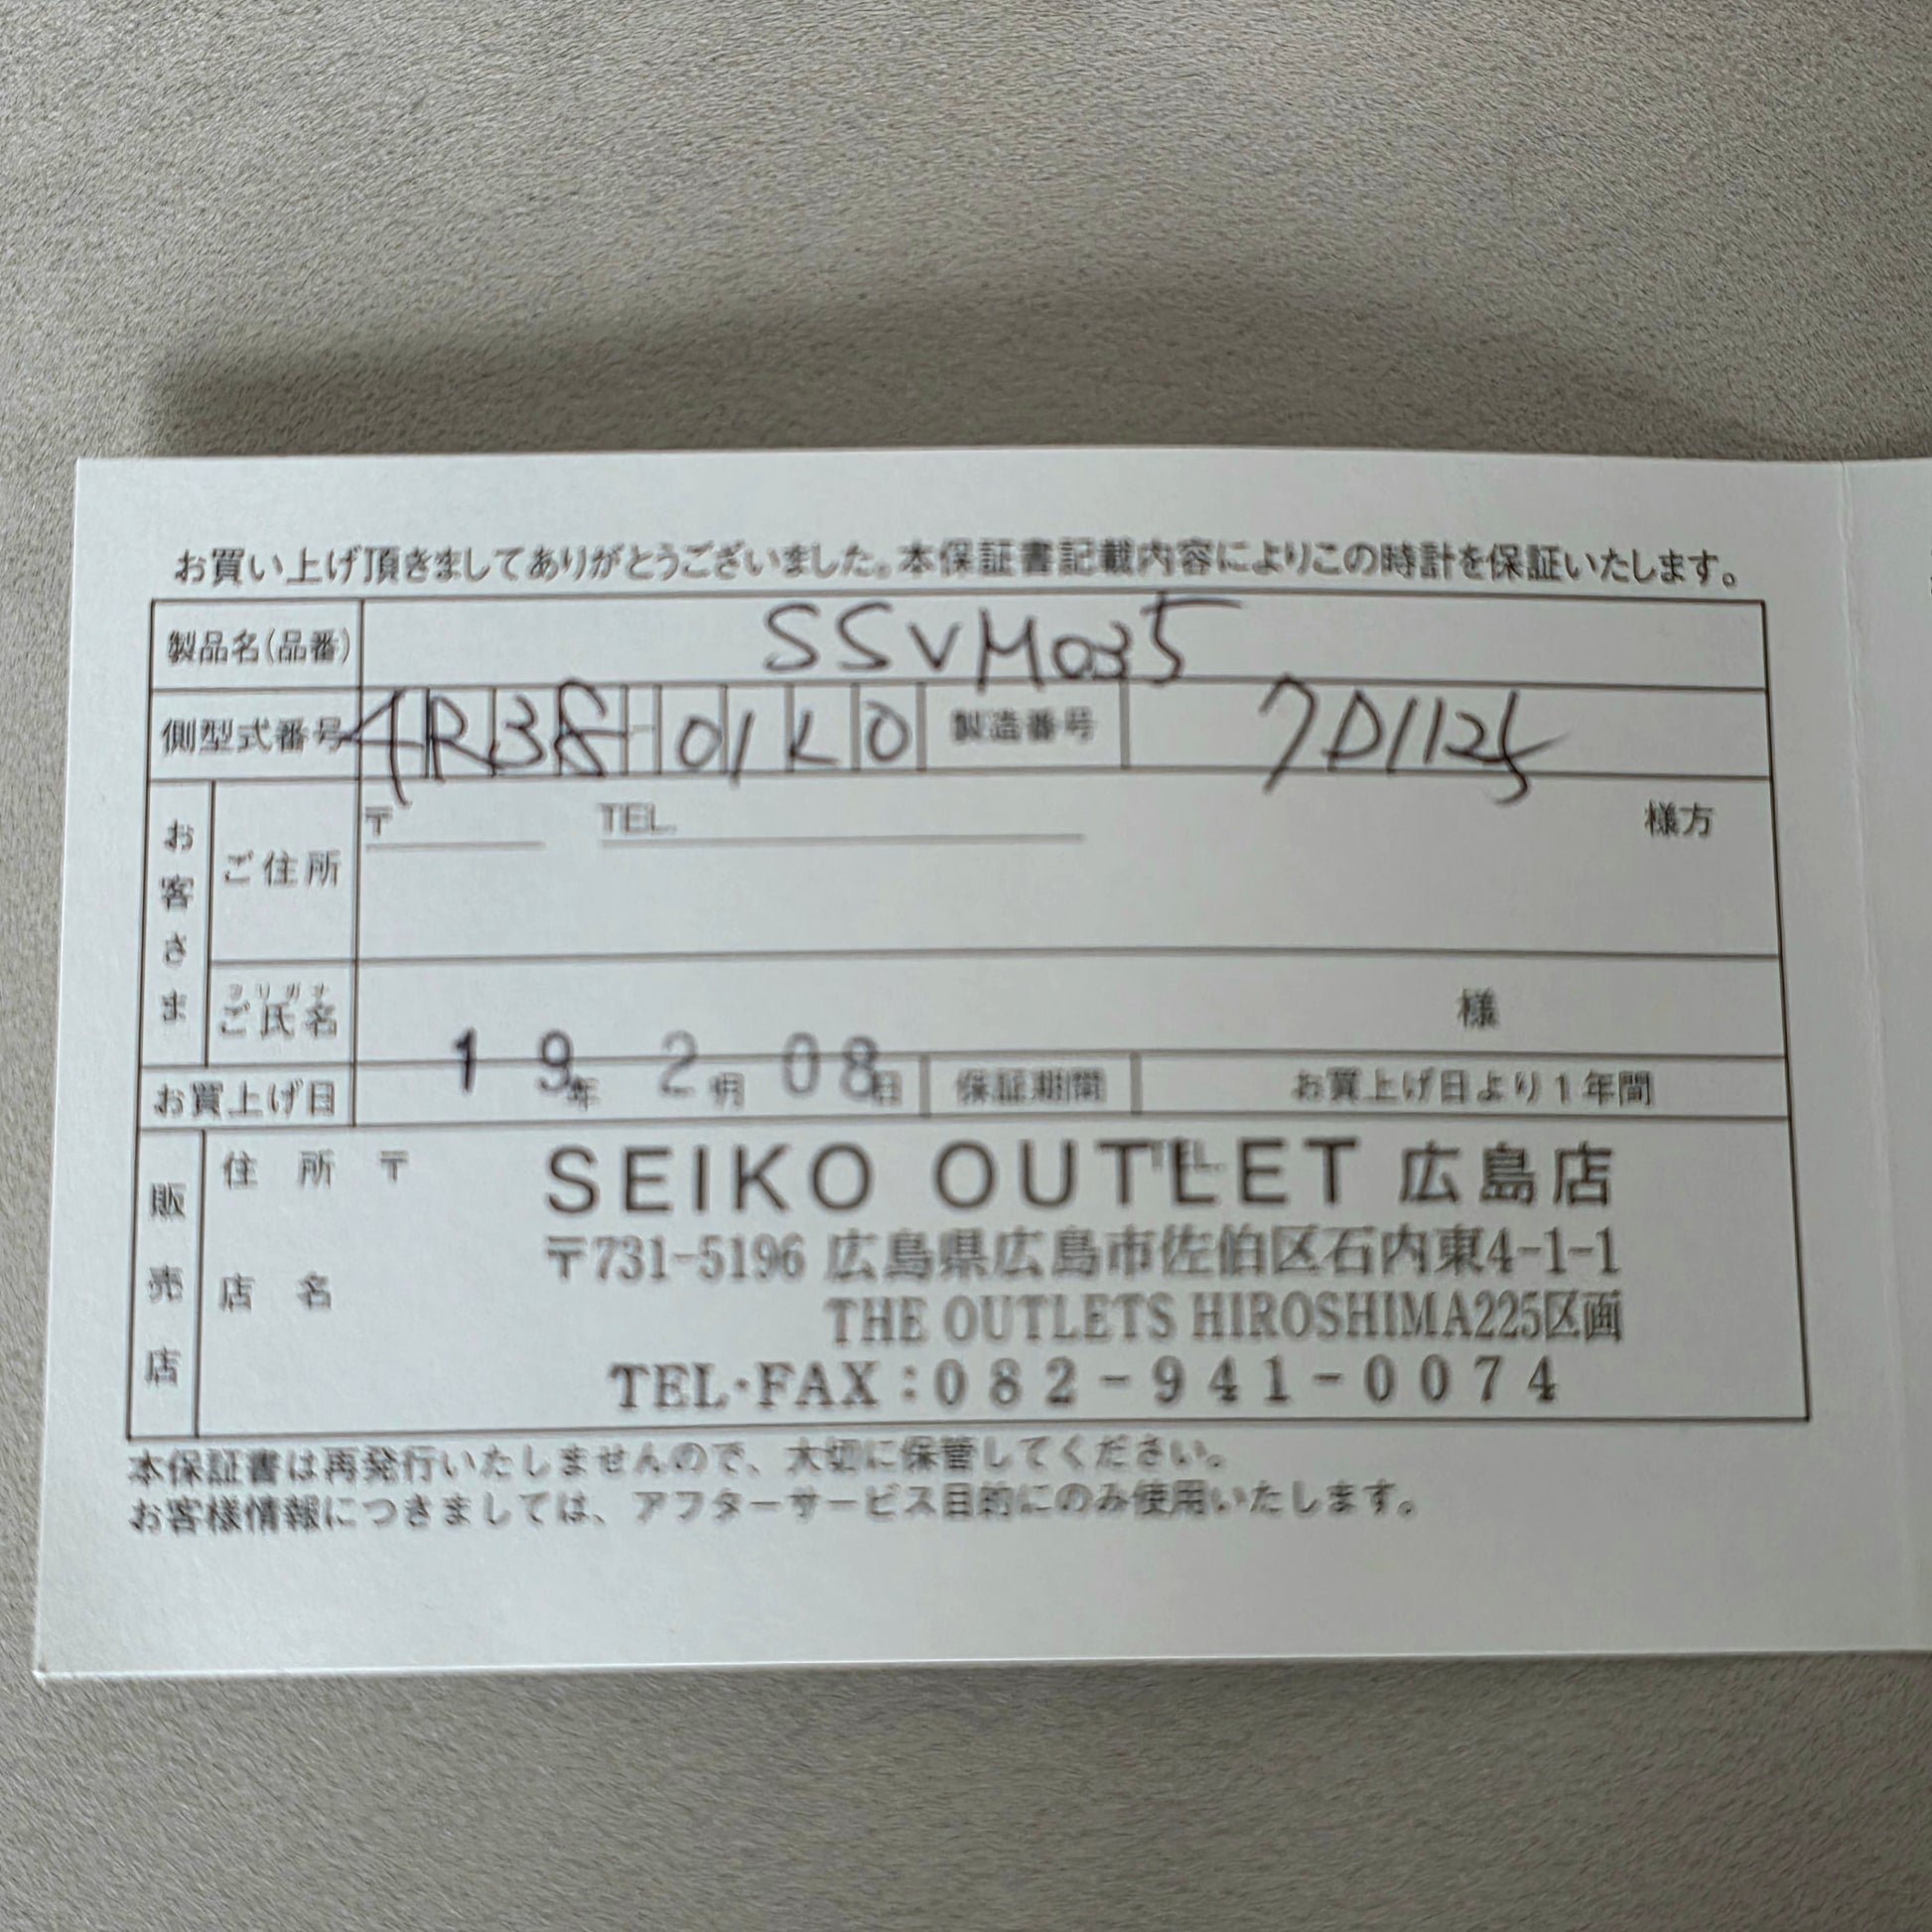 お買い上げ頂きましてありがとうございました。本保証書記載内容によりこの時計を保証いたします。
製品名(品番) SSVM035
側型式番号 4R38-01K0 製造番号 7D1125
お客さま
ご住所 〒 TEL. 様方
フリガナ
ご氏名 様
お買上げ日 19年 2月 08日 保証期間 お買上げ日より1年間
販売店
住所 〒 SEIKO OUTLET 広島店
〒731-5196 広島県広島市佐伯区石内東4-1-1
店名 THE OUTLETS HIROSHIMA225区画
TEL・FAX：082-941-0074
本保証書は再発行いたしませんので、大切に保管してください。
お客様情報につきましては、アフターサービス目的にのみ使用いたします。